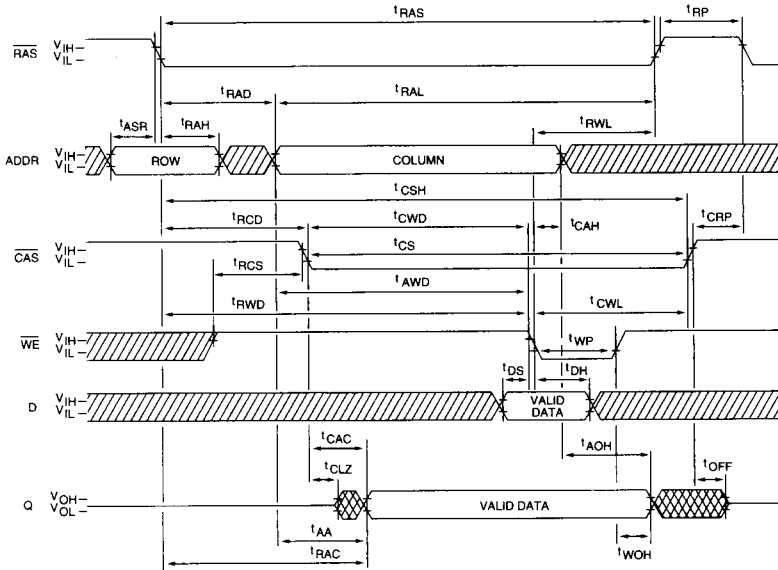 tRAS
tRP
RAS
VIH
VIL
tRAD
tRAL
tASR
tRAH
tRWL
ADDR
VIH
VIL
ROW
COLUMN
tCSH
tRCD
tCWD
tCAH
tCRP
CAS
VIH
VIL
tCS
tRCS
tAWD
tRWD
tCWL
WE
VIH
VIL
tWP
tDS
tDH
D
VIH
VIL
VALID
DATA
tCAC
tAOH
tCLZ
tOFF
Q
VOH
VOL
VALID DATA
tAA
tWOH
tRAC